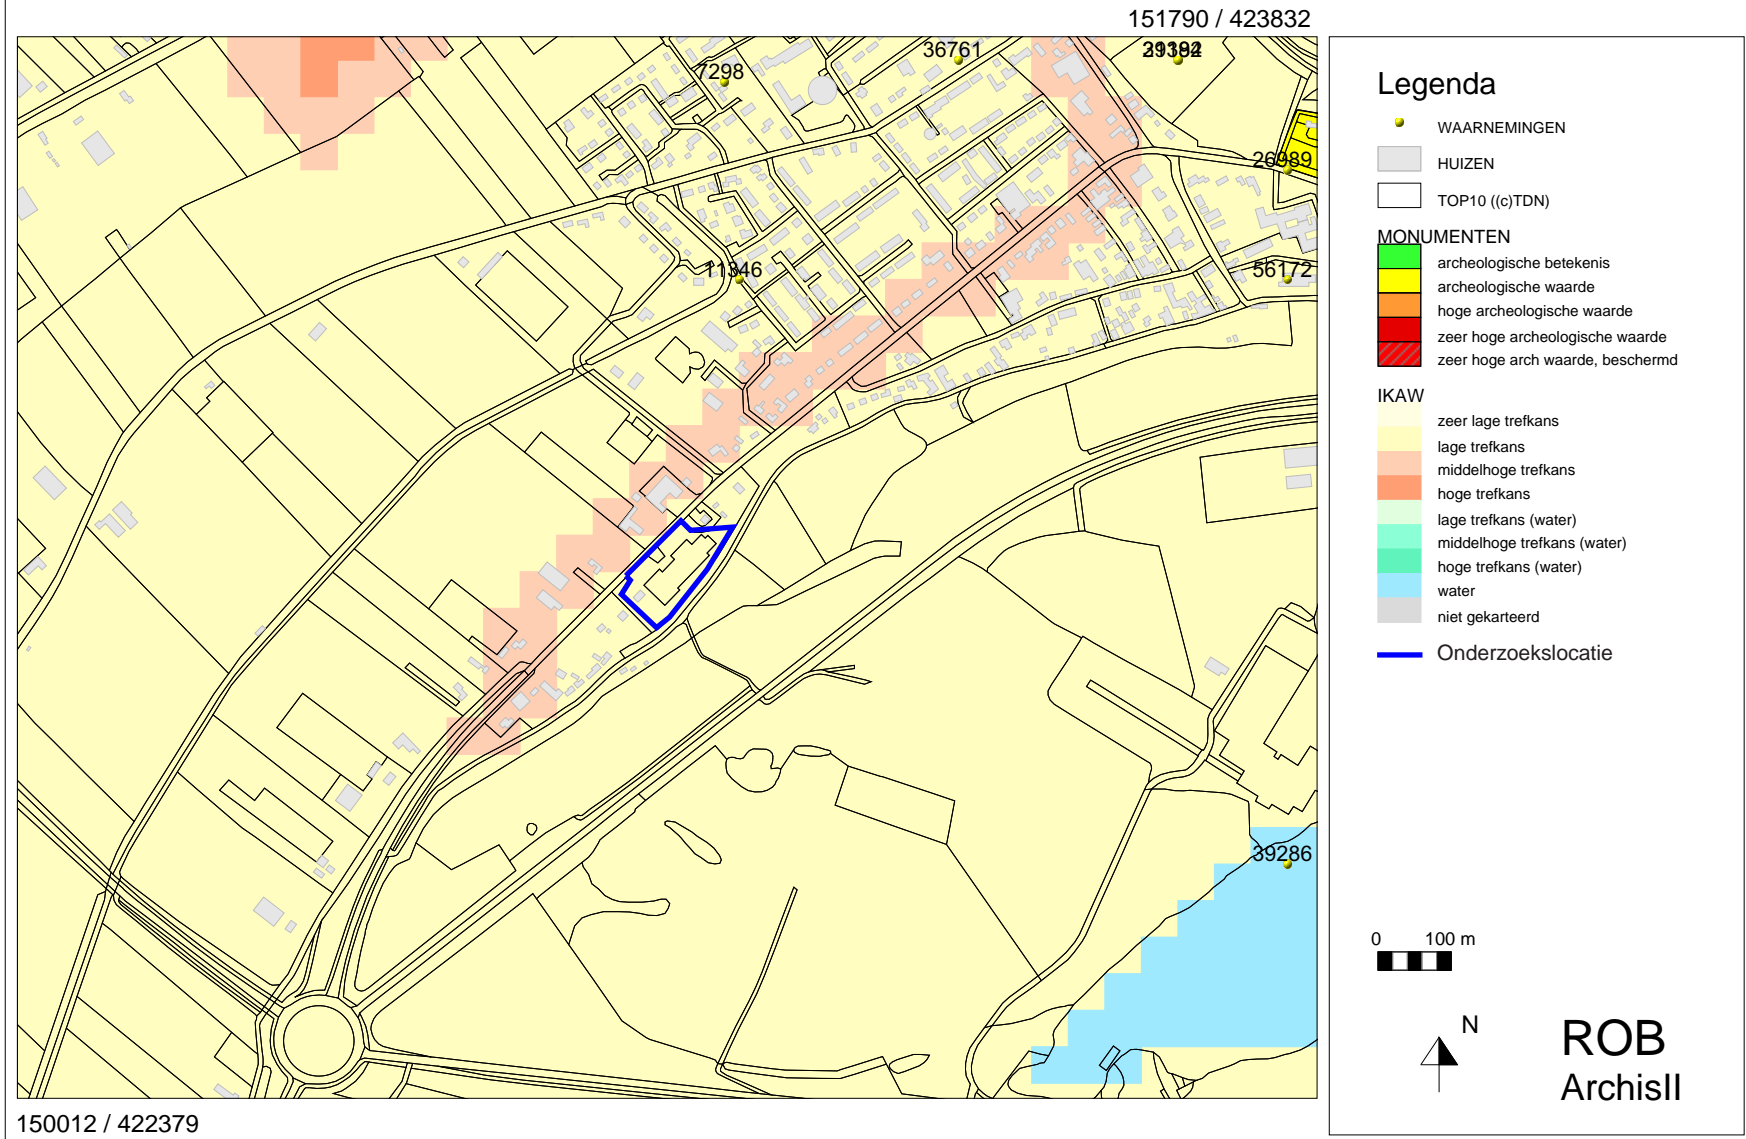 151790 / 423832
36761
7298
26989
11346
56172
39286
150012 / 422379
Legenda
WAARNEMINGEN
HUIZEN
TOP10 ((c)TDN)
MONUMENTEN
archeologische betekenis
archeologische waarde
hoge archeologische waarde
zeer hoge archeologische waarde
zeer hoge arch waarde, beschermd
IKAW
zeer lage trefkans
lage trefkans
middelhoge trefkans
hoge trefkans
lage trefkans (water)
middelhoge trefkans (water)
hoge trefkans (water)
water
niet gekarteerd
Onderzoekslocatie
0 100 m
N
ROB
ArchisII